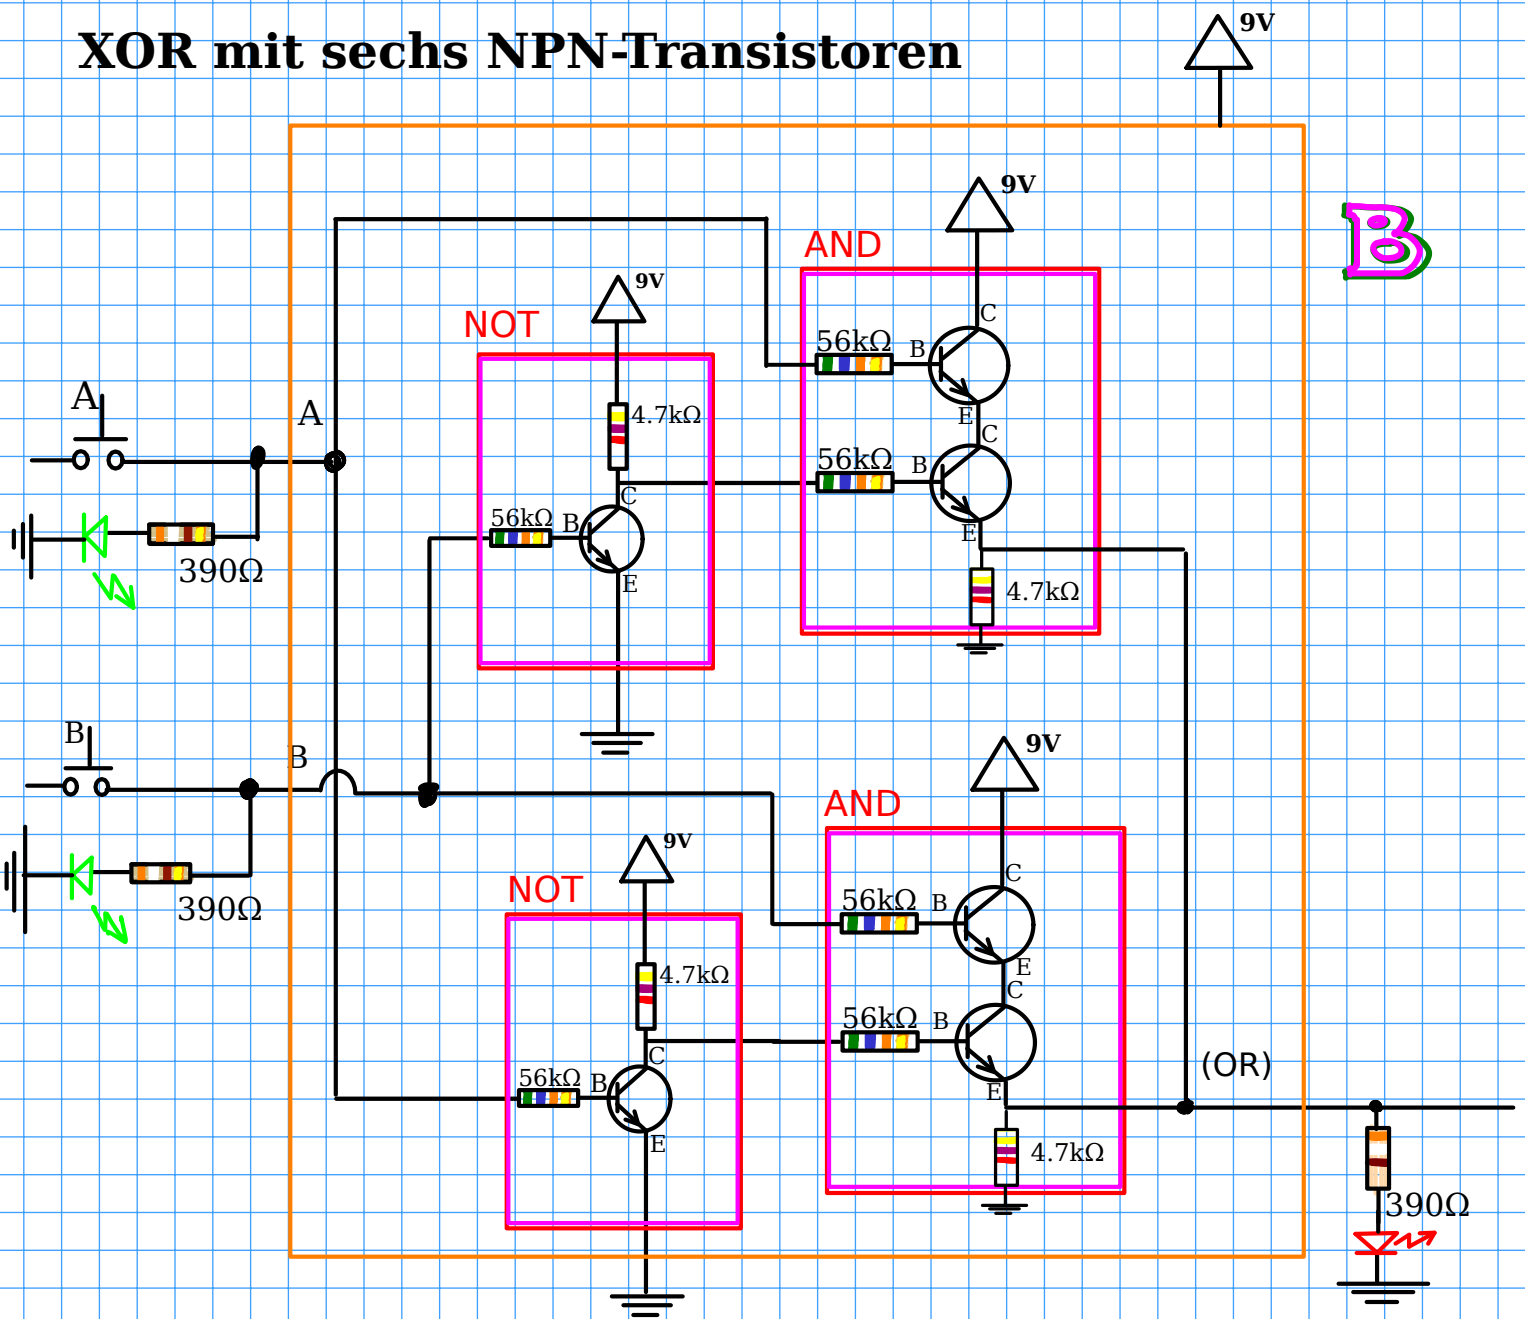 XOR mit sechs NPN-Transistoren
9V
9V
B
AND
9V
NOT
C
56kΩ
B
A
A
4.7kΩ
E
C
56kΩ
B
C
56kΩ
B
E
390Ω
E
4.7kΩ
B
B
9V
AND
9V
C
NOT
56kΩ
B
390Ω
E
4.7kΩ
C
56kΩ
B
C
(OR)
56kΩ
B
E
E
4.7kΩ
390Ω